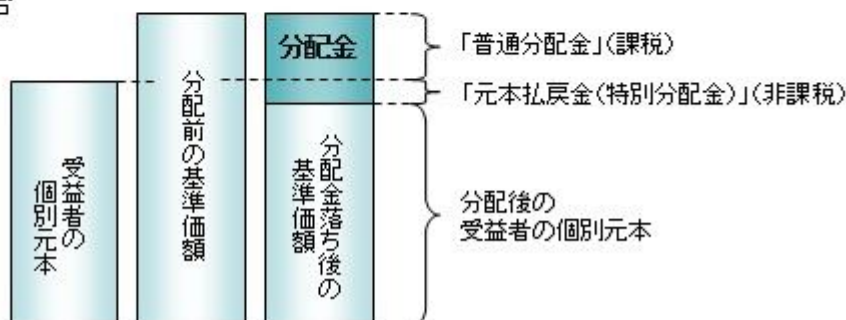 分配金
「普通分配金」(課税)
「元本払戻金(特別分配金)」(非課税)
受益者の
個別元本
分配前の基準価額
分配金落ち後の
基準価額
分配後の
受益者の個別元本